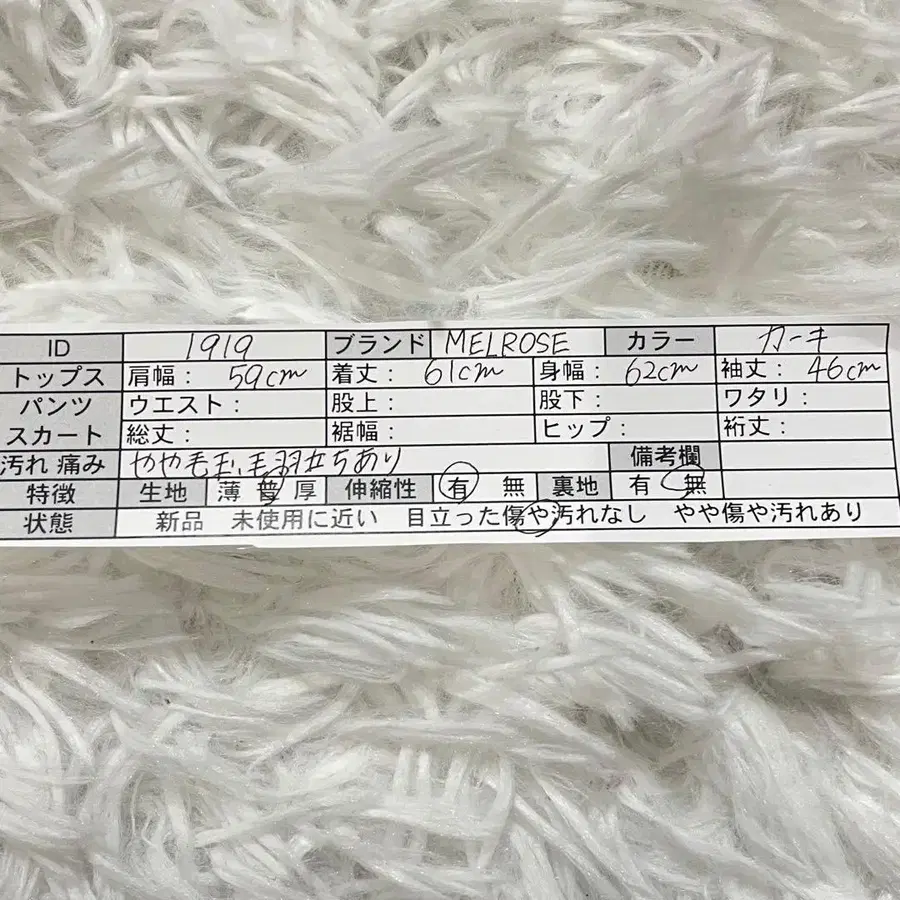 ID 1919 ブランド MELROSE カラー カーキ
トップス 肩幅： 59cm 着丈： 61cm 身幅： 62cm 袖丈： 46cm
パンツ ウエスト： 股上： 股下： ワタリ：
スカート 総丈： 裾幅： ヒップ： 裄丈：
汚れ 痛み やや毛玉、毛羽立ちあり 備考欄
特徴 生地 薄 普 厚 伸縮性 有 無 裏地 有 無
状態 新品 未使用に近い 目立った傷や汚れなし やや傷や汚れあり